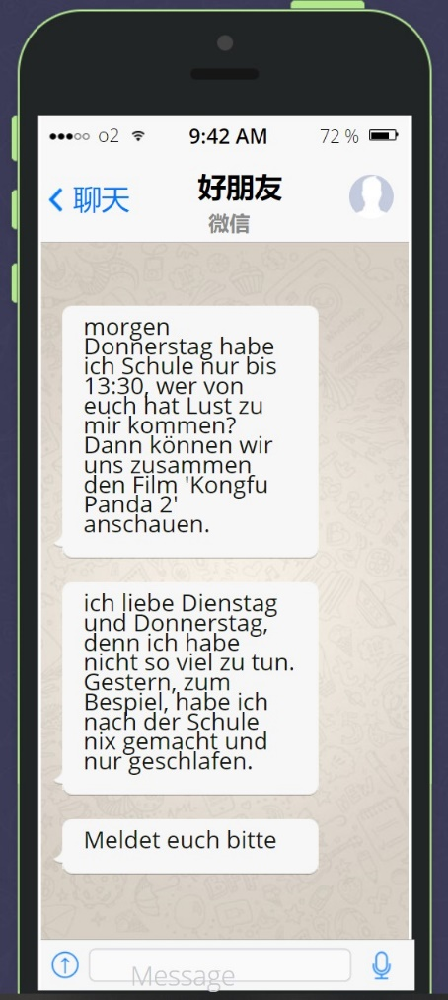 o2
9:42 AM
72 %
聊天
好朋友
微信
morgen
Donnerstag habe
ich Schule nur bis
13:30, wer von
euch hat Lust zu
mir kommen?
Dann können wir
uns zusammen
den Film 'Kongfu
Panda 2'
anschauen.
ich liebe Dienstag
und Donnerstag,
denn ich habe
nicht so viel zu tun.
Gestern, zum
Bespiel, habe ich
nach der Schule
nix gemacht und
nur geschlafen.
Meldet euch bitte
Message